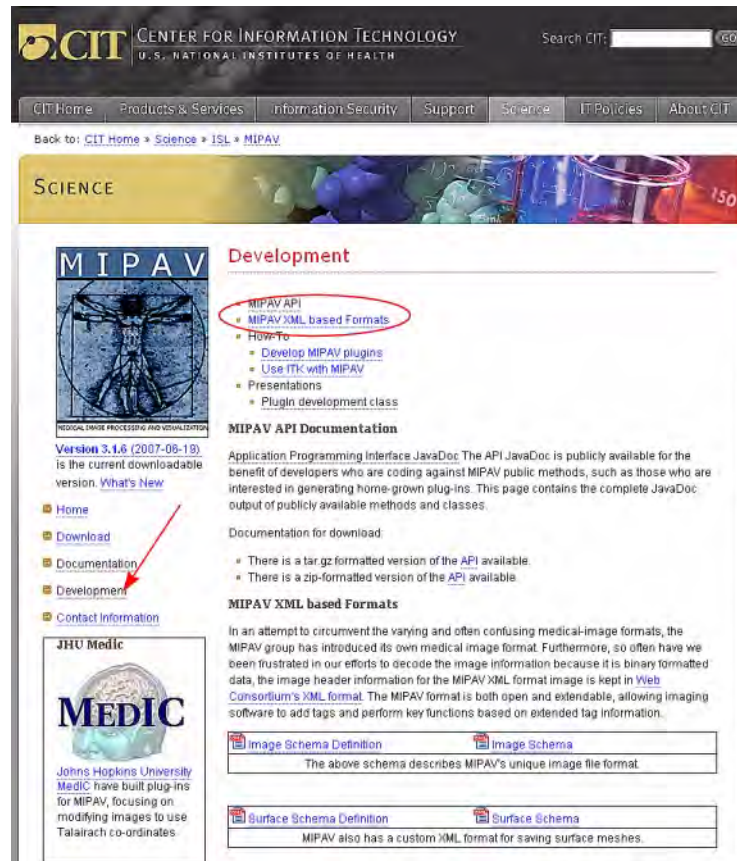 CIT CENTER FOR INFORMATION TECHNOLOGY
U.S. NATIONAL INSTITUTES OF HEALTH
Search CIT:
GO
CIT Home Products & Services Information Security Support Science IT Policies About CIT
Back to: CIT Home » Science » ISL » MIPAV
SCIENCE
150
MIPAV
MEDICAL IMAGE PROCESSING AND VISUALIZATION
Version 3.1.6 (2007-06-19)
is the current downloadable
version. What's New
Home
Download
Documentation
Development
Contact Information
JHU Medic
MEDIC
Johns Hopkins University
MedIC have built plug-ins
for MIPAV, focusing on
modifying images to use
Talairach co-ordinates
Development
MIPAV API
MIPAV XML based Formats
How-To
Develop MIPAV plugins
Use ITK with MIPAV
Presentations
PlugIn development class
MIPAV API Documentation
Application Programming Interface JavaDoc The API JavaDoc is publicly available for the
benefit of developers who are coding against MIPAV public methods, such as those who are
interested in generating home-grown plug-ins. This page contains the complete JavaDoc
output of publicly available methods and classes.
Documentation for download:
There is a tar.gz formatted version of the API available.
There is a zip-formatted version of the API available.
MIPAV XML based Formats
In an attempt to circumvent the varying and often confusing medical-image formats, the
MIPAV group has introduced its own medical image format. Furthermore, so often have we
been frustrated in our efforts to decode the image information because it is binary formatted
data, the image header information for the MIPAV XML format image is kept in Web
Consortium's XML format. The MIPAV format is both open and extendable, allowing imaging
software to add tags and perform key functions based on extended tag information.
Image Schema Definition Image Schema
The above schema describes MIPAV's unique image file format.
Surface Schema Definition Surface Schema
MIPAV also has a custom XML format for saving surface meshes.